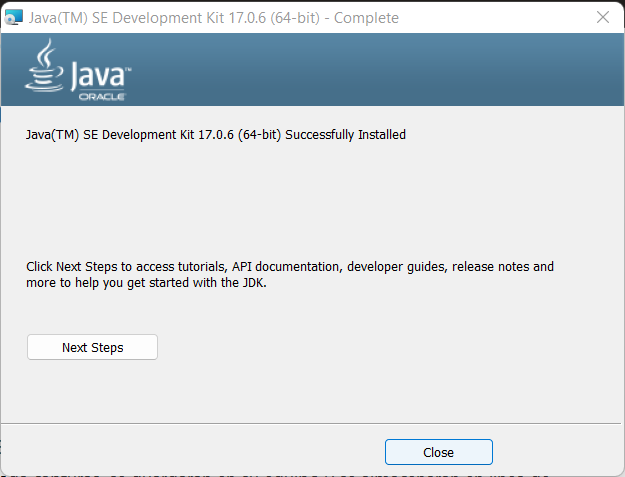 Java(TM) SE Development Kit 17.0.6 (64-bit) - Complete
Java™
ORACLE
Java(TM) SE Development Kit 17.0.6 (64-bit) Successfully Installed
Click Next Steps to access tutorials, API documentation, developer guides, release notes and
more to help you get started with the JDK.
Next Steps
Close